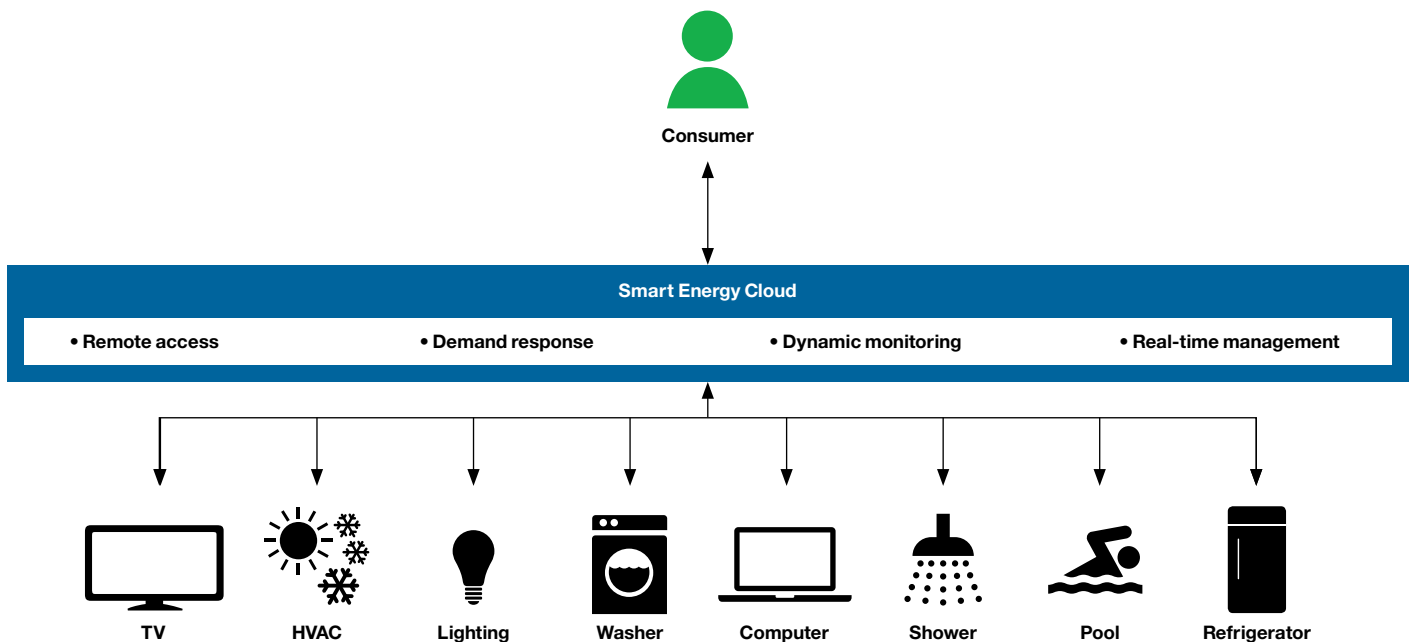 Consumer
Smart Energy Cloud
• Remote access
• Demand response
• Dynamic monitoring
• Real-time management
TV
HVAC
Lighting
Washer
Computer
Shower
Pool
Refrigerator